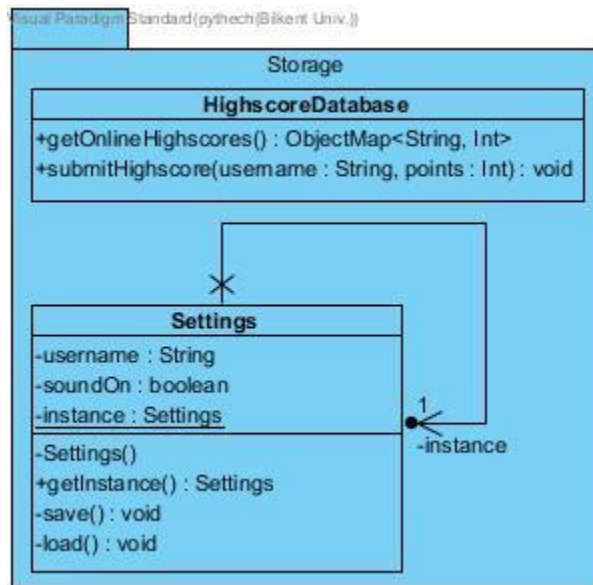 Visual Paradigm Standard(pythech(Bilkent Univ.))
Storage
HighscoreDatabase
+getOnlineHighscores() : ObjectMap<String, Int>
+submitHighscore(username : String, points : Int) : void
Settings
-username : String
-soundOn : boolean
-instance : Settings
1
-instance
-Settings()
+getInstance() : Settings
-save() : void
-load() : void